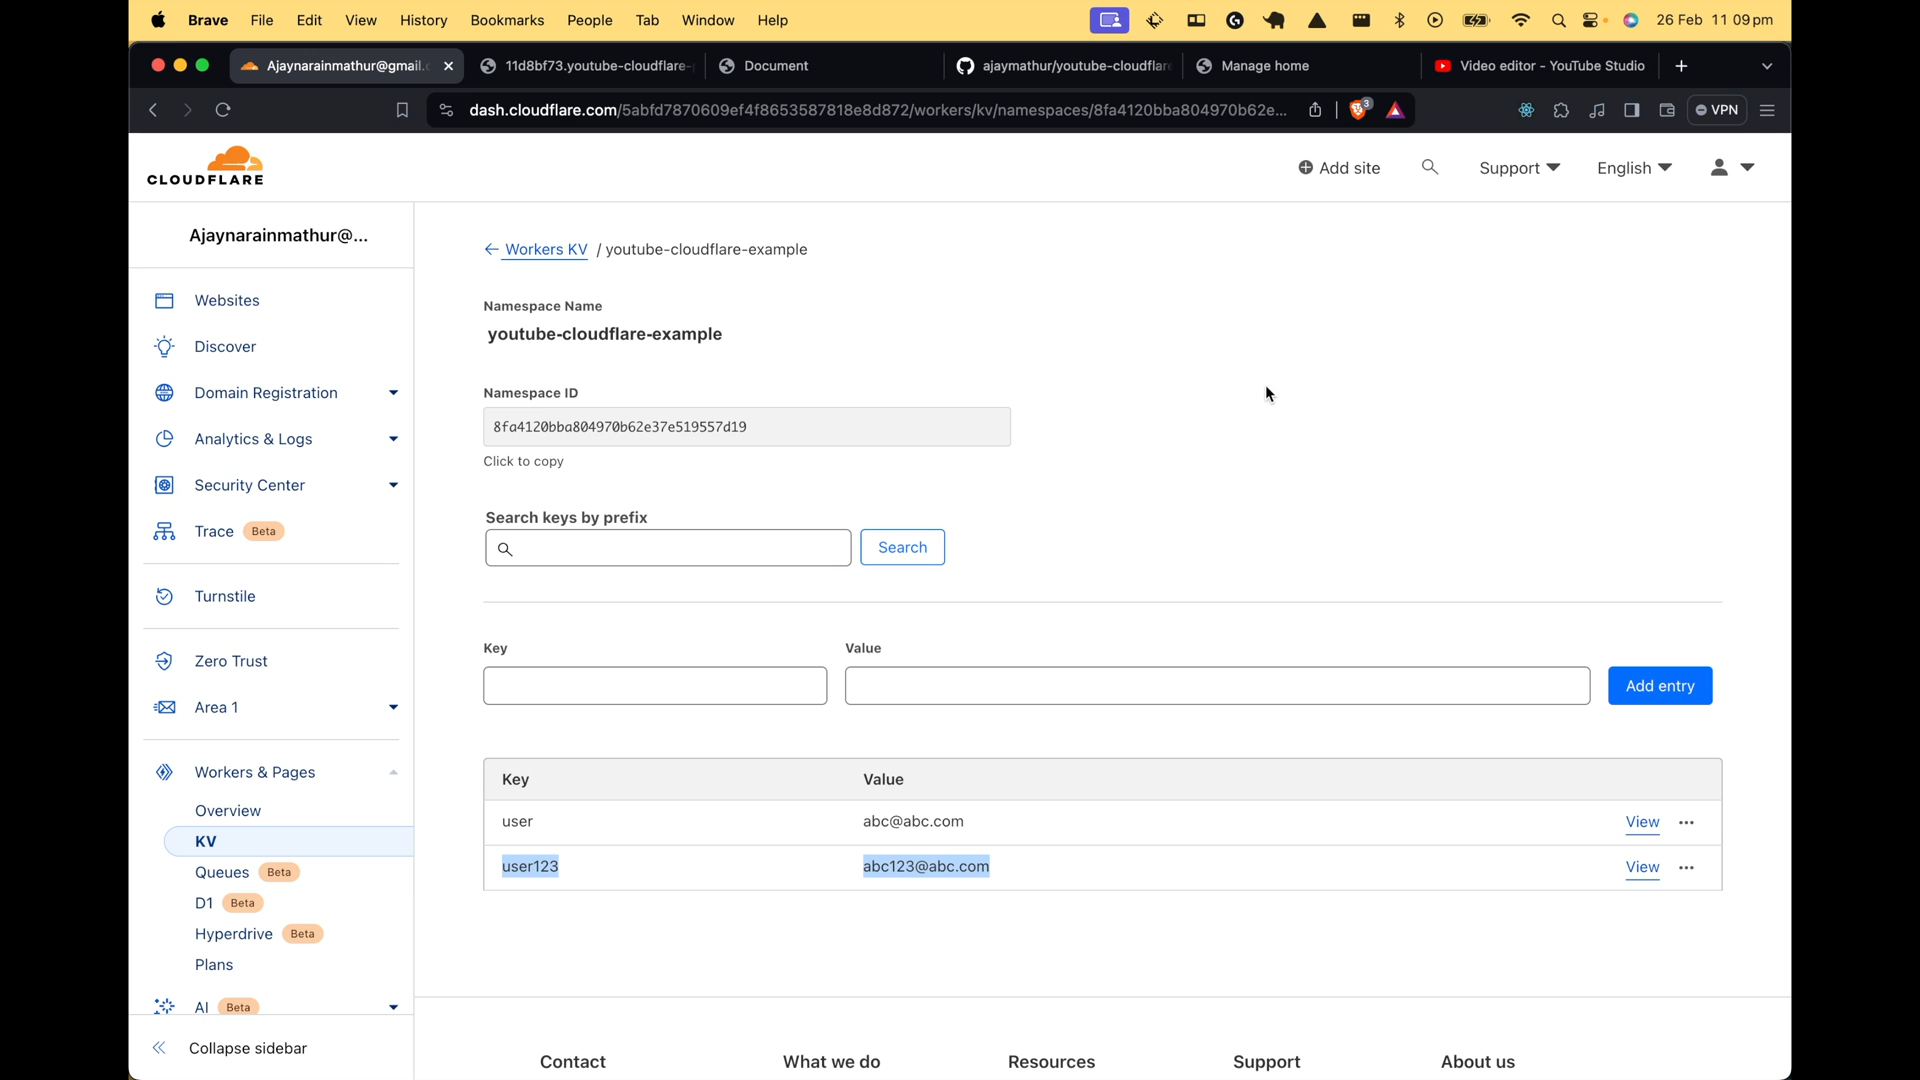 Brave File Edit View History Bookmarks People Tab Window Help 26 Feb 11 09 pm
Ajaynarainmathur@gmail.c 11d8bf73.youtube-cloudflare- Document ajaymathur/youtube-cloudflare Manage home Video editor - YouTube Studio
dash.cloudflare.com/5abfd7870609ef4f8653587818e8d872/workers/kv/namespaces/8fa4120bba804970b62e... 3 VPN
CLOUDFLARE
Add site Support English
Ajaynarainmathur@...
Websites
Discover
Domain Registration
Analytics & Logs
Security Center
Trace Beta
Turnstile
Zero Trust
Area 1
Workers & Pages
Overview
KV
Queues Beta
D1 Beta
Hyperdrive Beta
Plans
AI Beta
Collapse sidebar
Workers KV / youtube-cloudflare-example
Namespace Name
youtube-cloudflare-example
Namespace ID
8fa4120bba804970b62e37e519557d19
Click to copy
Search keys by prefix
Search
Key Value
Add entry
Key Value
user abc@abc.com View
user123 abc123@abc.com View
Contact What we do Resources Support About us